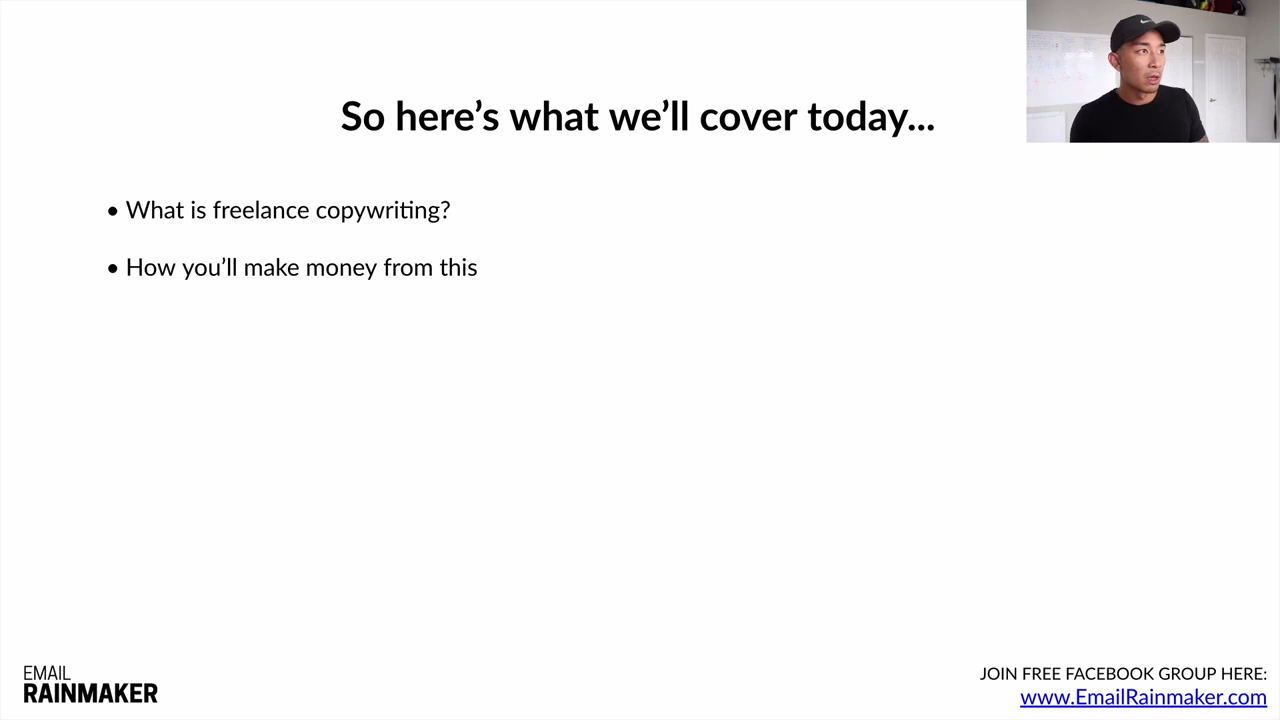 So here’s what we’ll cover today...
• What is freelance copywriting?
• How you’ll make money from this
EMAIL
RAINMAKER
JOIN FREE FACEBOOK GROUP HERE:
www.EmailRainmaker.com